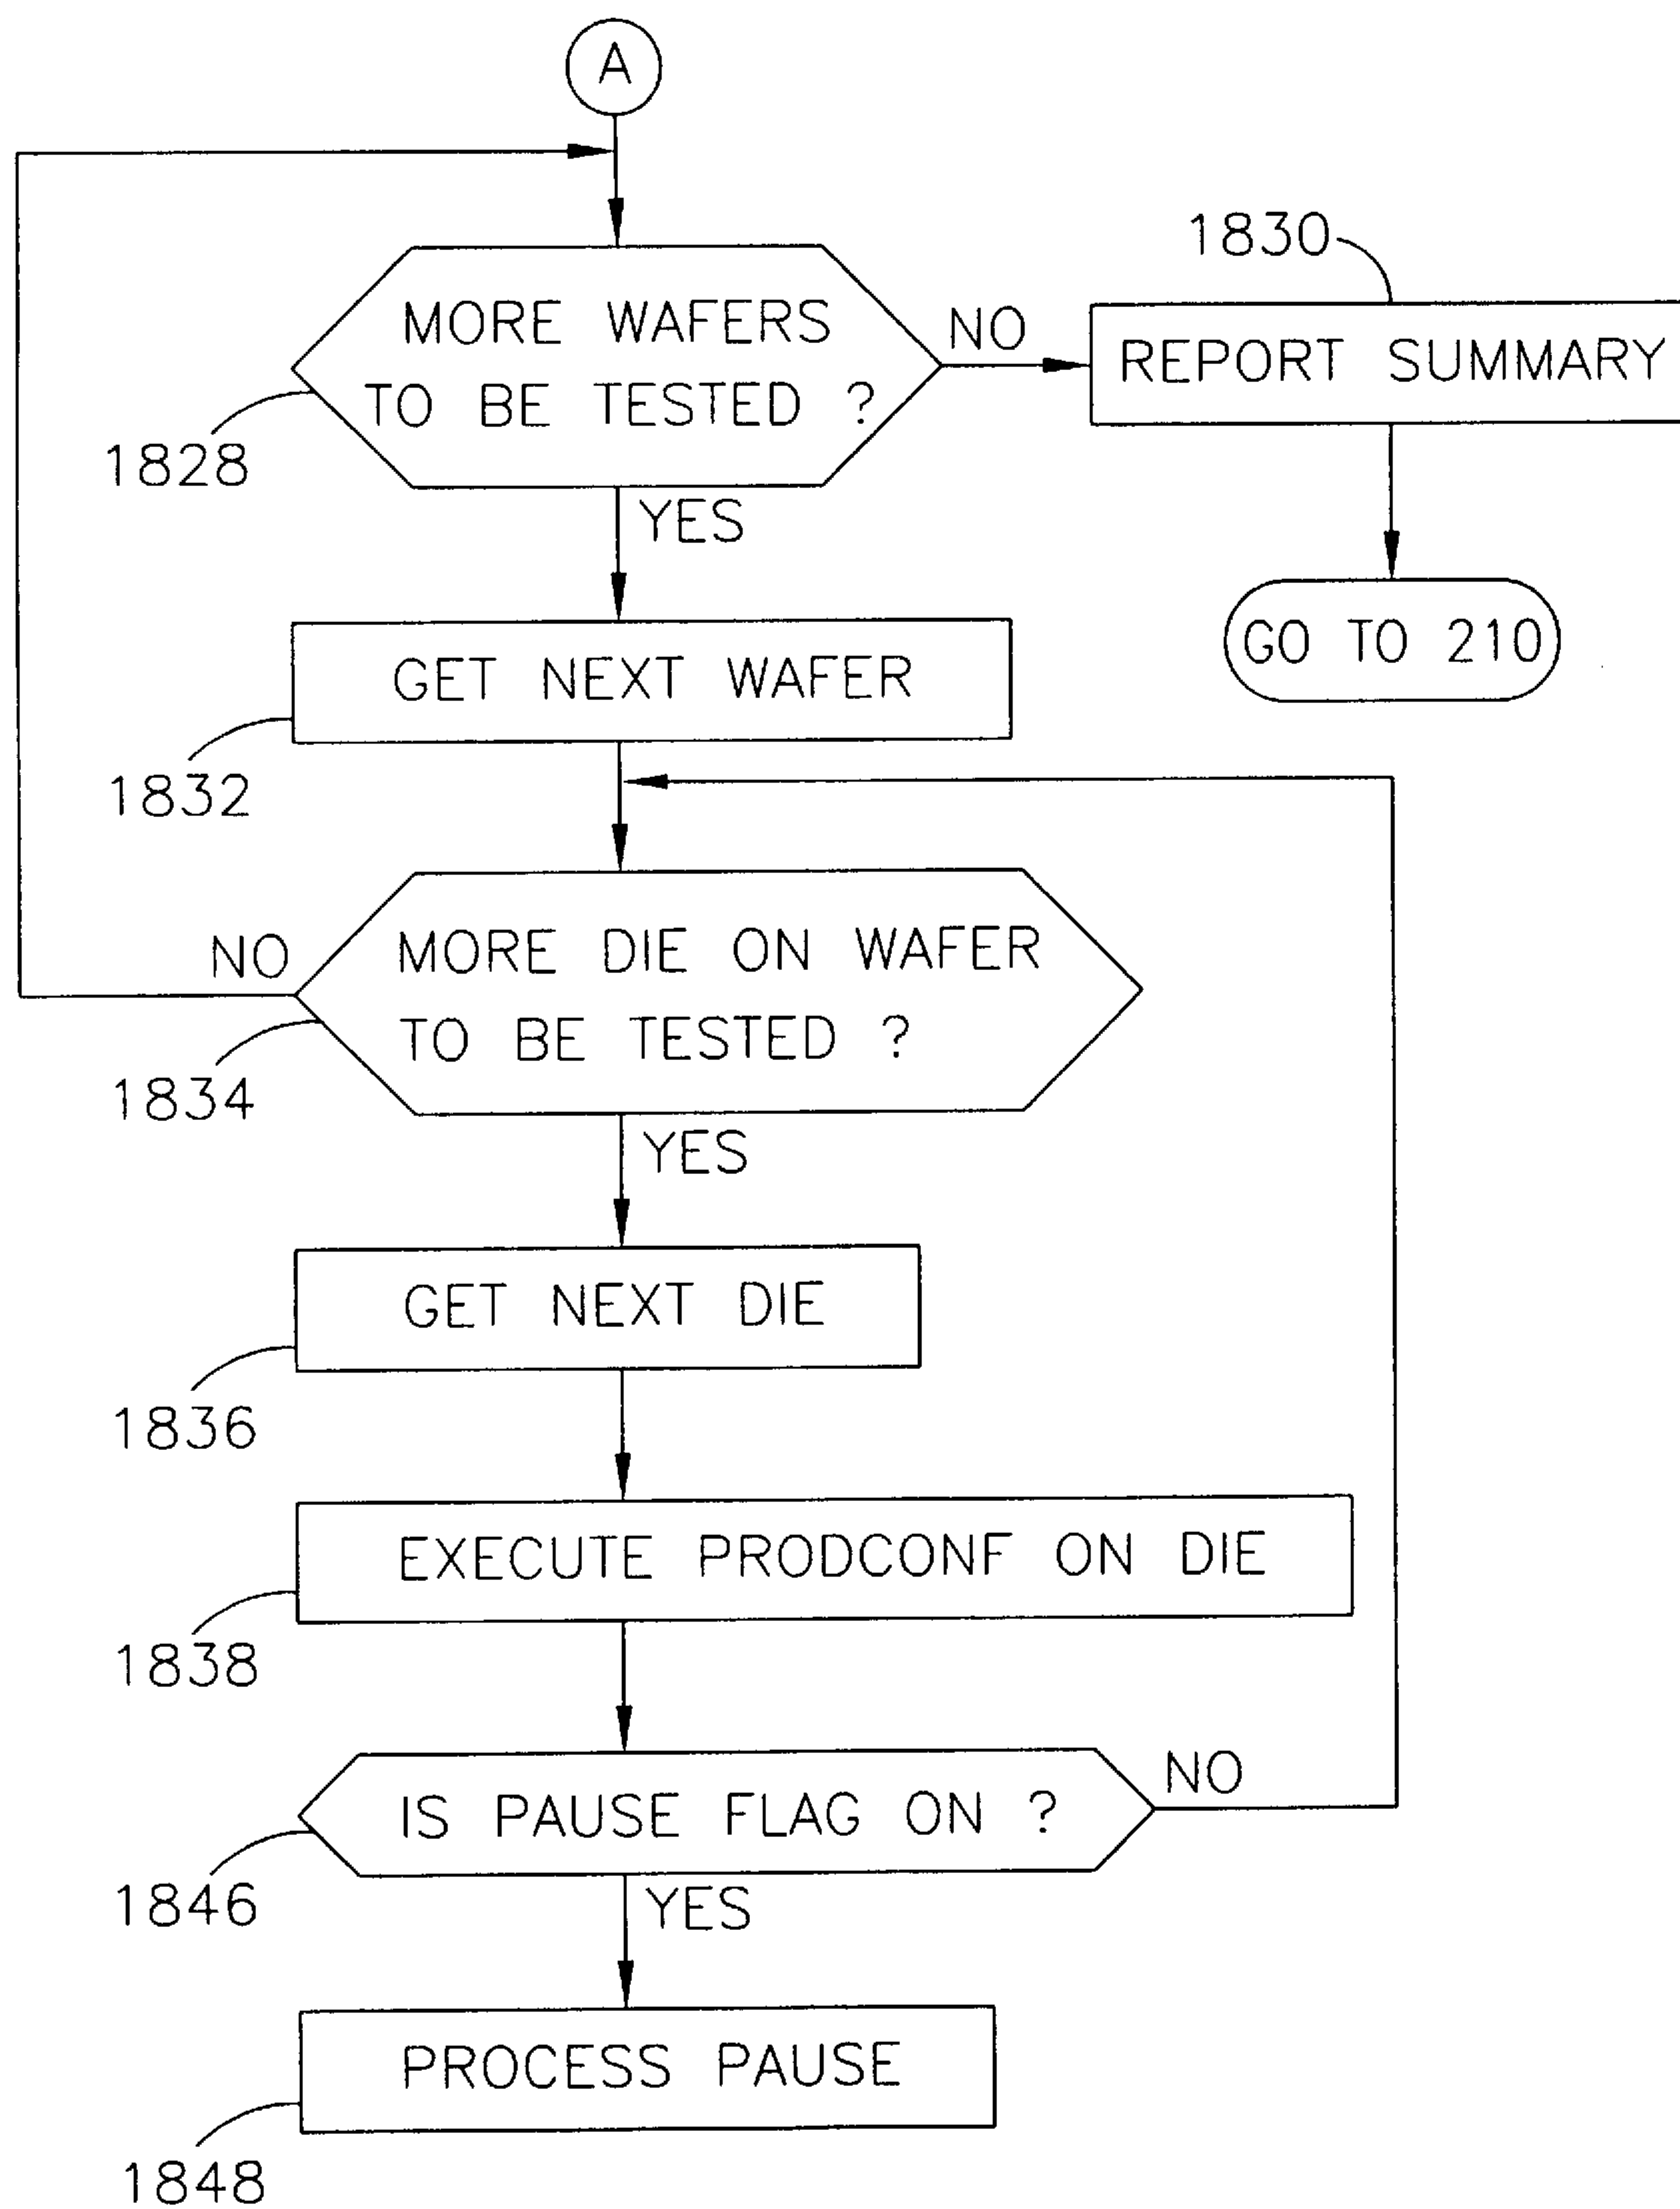 A
1830
MORE WAFERS
TO BE TESTED ?
NO
REPORT SUMMARY
1828
YES
GO TO 210
GET NEXT WAFER
1832
NO
MORE DIE ON WAFER
TO BE TESTED ?
1834
YES
GET NEXT DIE
1836
EXECUTE PRODCONF ON DIE
1838
IS PAUSE FLAG ON ?
NO
1846
YES
PROCESS PAUSE
1848